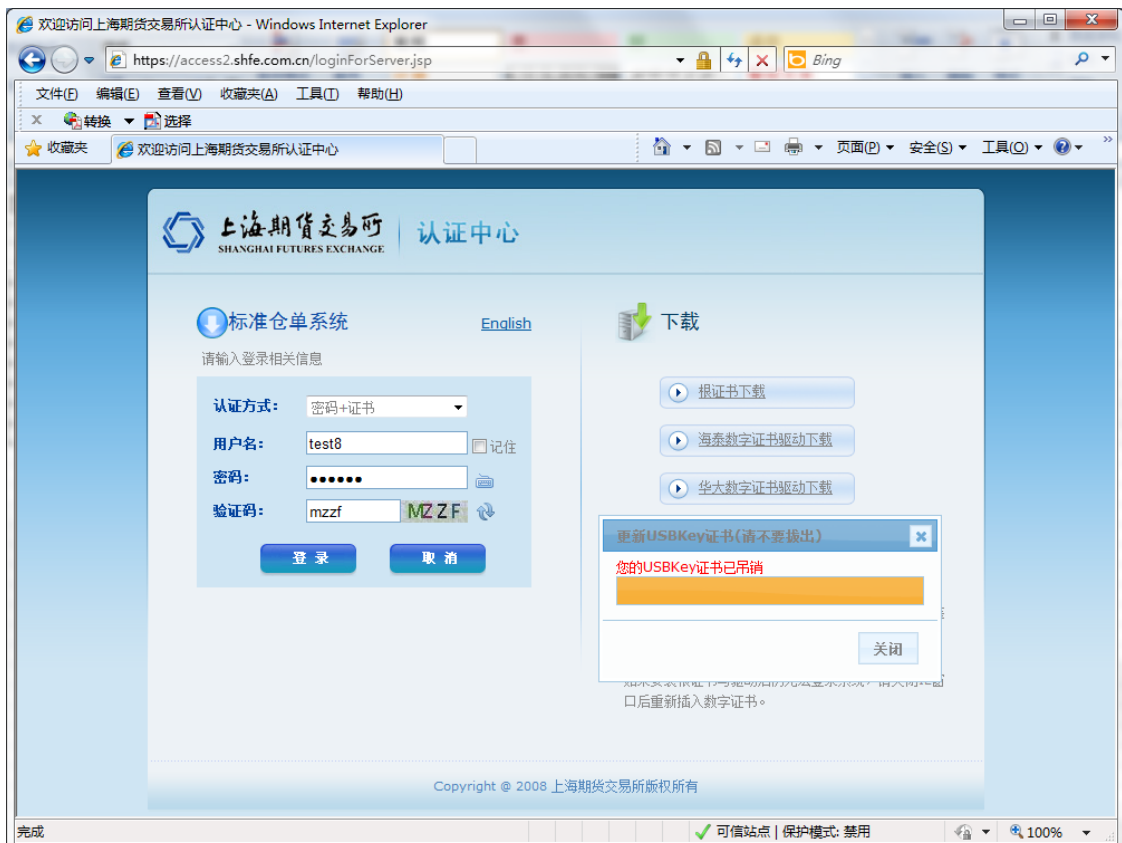 欢迎访问上海期货交易所认证中心 - Windows Internet Explorer
https://access2.shfe.com.cn/loginForServer.jsp
Bing
文件(F) 编辑(E) 查看(V) 收藏夹(A) 工具(T) 帮助(H)
x 转换 选择
收藏夹 欢迎访问上海期货交易所认证中心 页面(P) 安全(S) 工具(O)
上海期货交易所 认证中心
SHANGHAI FUTURES EXCHANGE
标准仓单系统 English
请输入登录相关信息
认证方式: 密码+证书
用户名: test8 记住
密码: ••••••
验证码: mzzf MZZF
登 录 取 消
下载
根证书下载
海泰数字证书驱动下载
华大数字证书驱动下载
更新USBKey证书(请不要拔出)
您的USBKey证书已吊销
关闭
口后重新插入数字证书。
Copyright @ 2008 上海期货交易所版权所有
完成 可信站点 | 保护模式: 禁用 100%